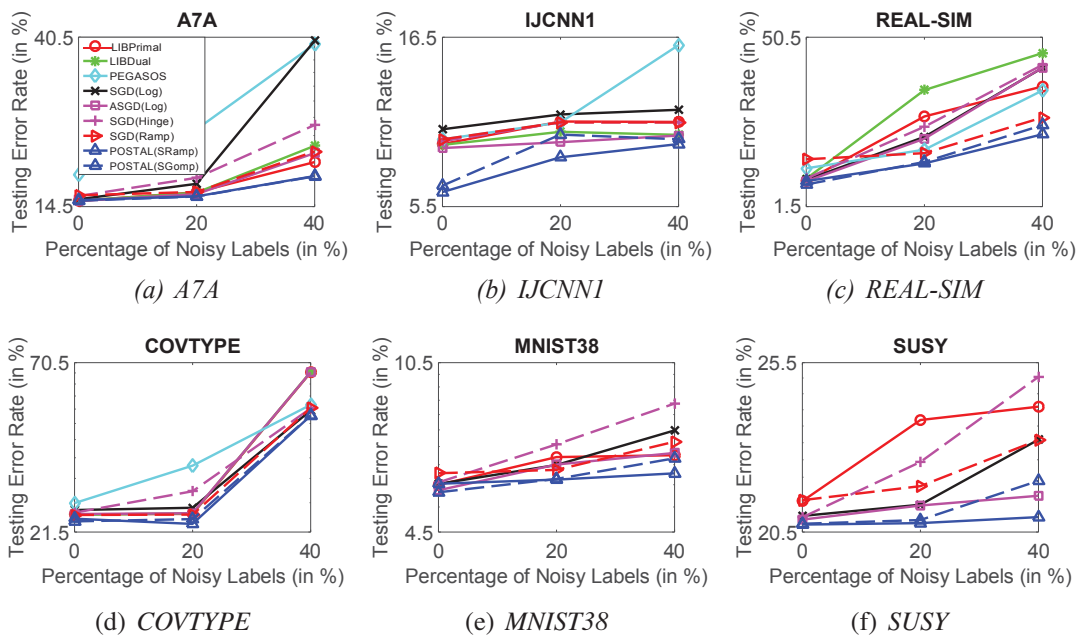 A7A
Testing Error Rate (in %)
40.5
14.5
LIBPrimal
LIBDual
PEGASOS
SGD(Log)
ASGD(Log)
SGD(Hinge)
SGD(Ramp)
POSTAL(SRamp)
POSTAL(SGomp)
0 20 40
Percentage of Noisy Labels (in %)
(a) A7A
IJCNN1
Testing Error Rate (in %)
16.5
5.5
0 20 40
Percentage of Noisy Labels (in %)
(b) IJCNN1
REAL-SIM
Testing Error Rate (in %)
50.5
1.5
0 20 40
Percentage of Noisy Labels (in %)
(c) REAL-SIM
COVTYPE
Testing Error Rate (in %)
70.5
21.5
0 20 40
Percentage of Noisy Labels (in %)
(d) COVTYPE
MNIST38
Testing Error Rate (in %)
10.5
4.5
0 20 40
Percentage of Noisy Labels (in %)
(e) MNIST38
SUSY
Testing Error Rate (in %)
25.5
20.5
0 20 40
Percentage of Noisy Labels (in %)
(f) SUSY